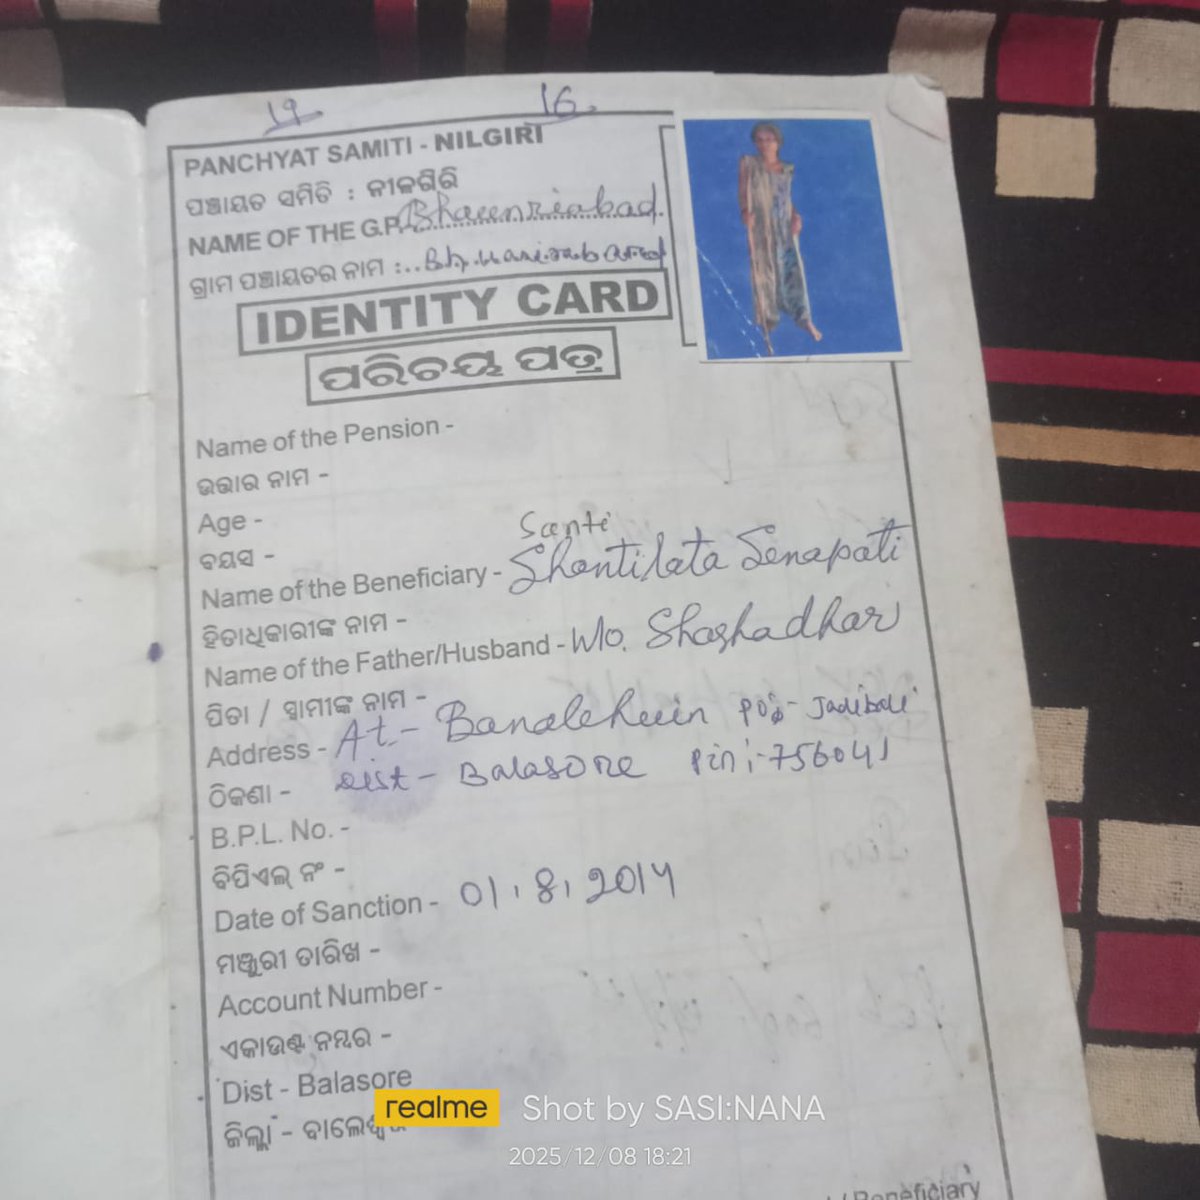 19 16.
PANCHYAT SAMITI - NILGIRI
ପଞ୍ଚାୟତ ସମିତି : ନୀଳଗିରି
NAME OF THE G.P.
ଗ୍ରାମ ପଞ୍ଚାୟତର ନାମ :
IDENTITY CARD
ପରିଚୟ ପତ୍ର
Name of the Pension -
ଭତ୍ତାର ନାମ -
Age -
ବୟସ -
Santi
Name of the Beneficiary - Shantilata Senapati
ହିତାଧିକାରୀଙ୍କ ନାମ -
Name of the Father/Husband - W/o. Shashadhar
ପିତା / ସ୍ୱାମୀଙ୍କ ନାମ -
Address - At -
ଠିକଣା - Dist - Balasore Pin :- 756041
B.P.L. No. -
ବିପିଏଲ୍ ନଂ -
Date of Sanction - 01.8.2014
ମଞ୍ଜୁରୀ ତାରିଖ -
Account Number -
ଏକାଉଣ୍ଟ ନମ୍ବର -
Dist - Balasore
ଜିଲ୍ଲା -
realme Shot by SASI:NANA
2025/12/08 18:21
Beneficiary